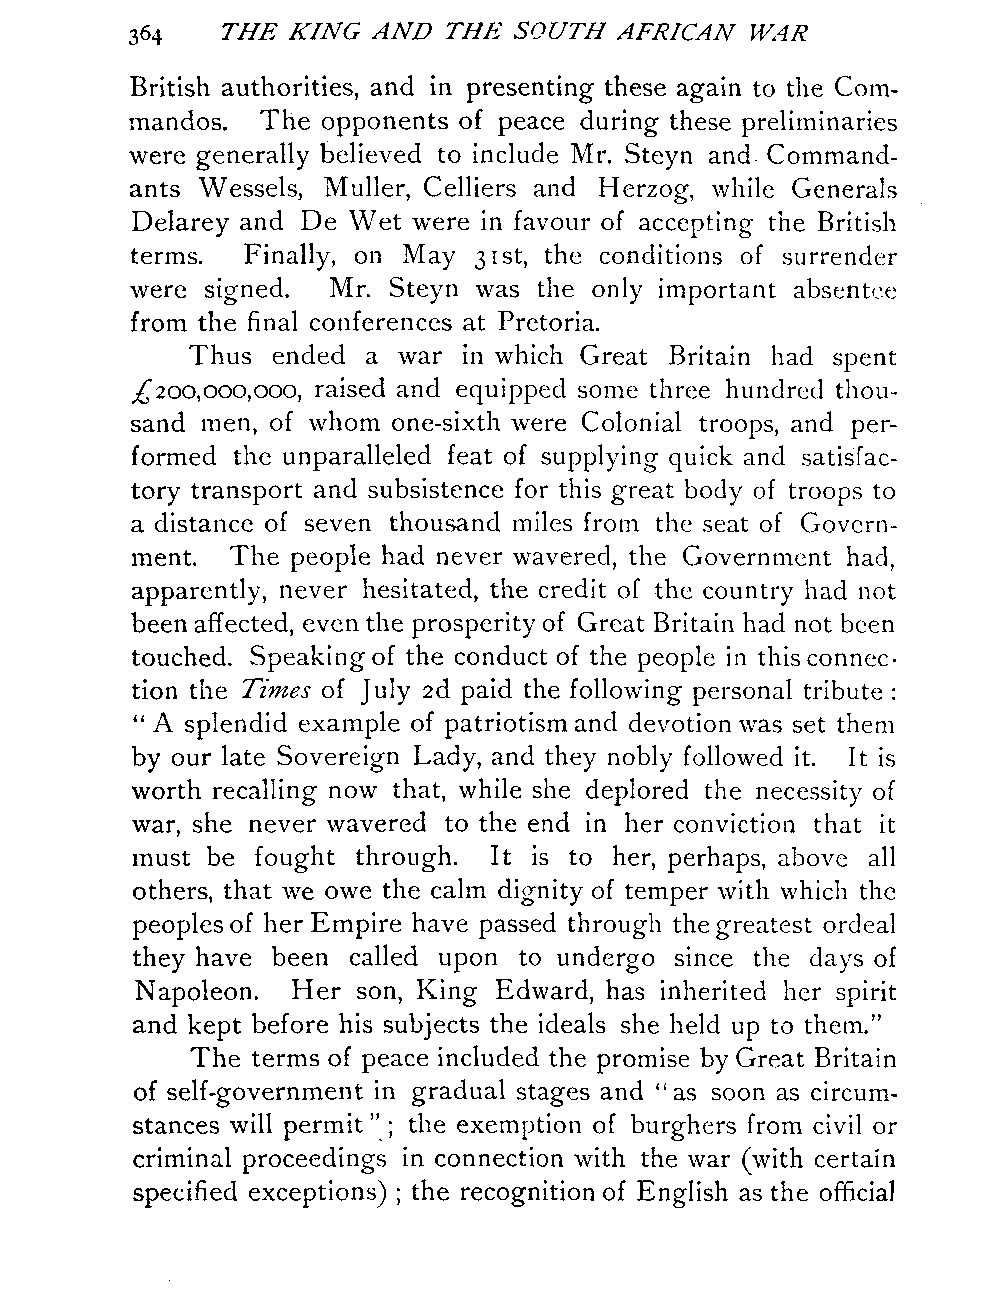 364 THE KING AND THE SOUTH AFRICAN WAR
British authorities, and in presenting these again to the Com-
mandos. The opponents of peace during these preliminaries
were generally believed to include Mr. Steyn and Command-
ants Wessels, Muller, Celliers and Herzog, while Generals
Delarey and De Wet were in favour of accepting the British
terms. Finally, on May 31st, the conditions of surrender
were signed. Mr. Steyn was the only important absentee
from the final conferences at Pretoria.
Thus ended a war in which Great Britain had spent
£200,000,000, raised and equipped some three hundred thou-
sand men, of whom one-sixth were Colonial troops, and per-
formed the unparalleled feat of supplying quick and satisfac-
tory transport and subsistence for this great body of troops to
a distance of seven thousand miles from the seat of Govern-
ment. The people had never wavered, the Government had,
apparently, never hesitated, the credit of the country had not
been affected, even the prosperity of Great Britain had not been
touched. Speaking of the conduct of the people in this connec-
tion the Times of July 2d paid the following personal tribute :
“ A splendid example of patriotism and devotion was set them
by our late Sovereign Lady, and they nobly followed it. It is
worth recalling now that, while she deplored the necessity of
war, she never wavered to the end in her conviction that it
must be fought through. It is to her, perhaps, above all
others, that we owe the calm dignity of temper with which the
peoples of her Empire have passed through the greatest ordeal
they have been called upon to undergo since the days of
Napoleon. Her son, King Edward, has inherited her spirit
and kept before his subjects the ideals she held up to them.”
The terms of peace included the promise by Great Britain
of self-government in gradual stages and “as soon as circum-
stances will permit” ; the exemption of burghers from civil or
criminal proceedings in connection with the war (with certain
specified exceptions) ; the recognition of English as the official